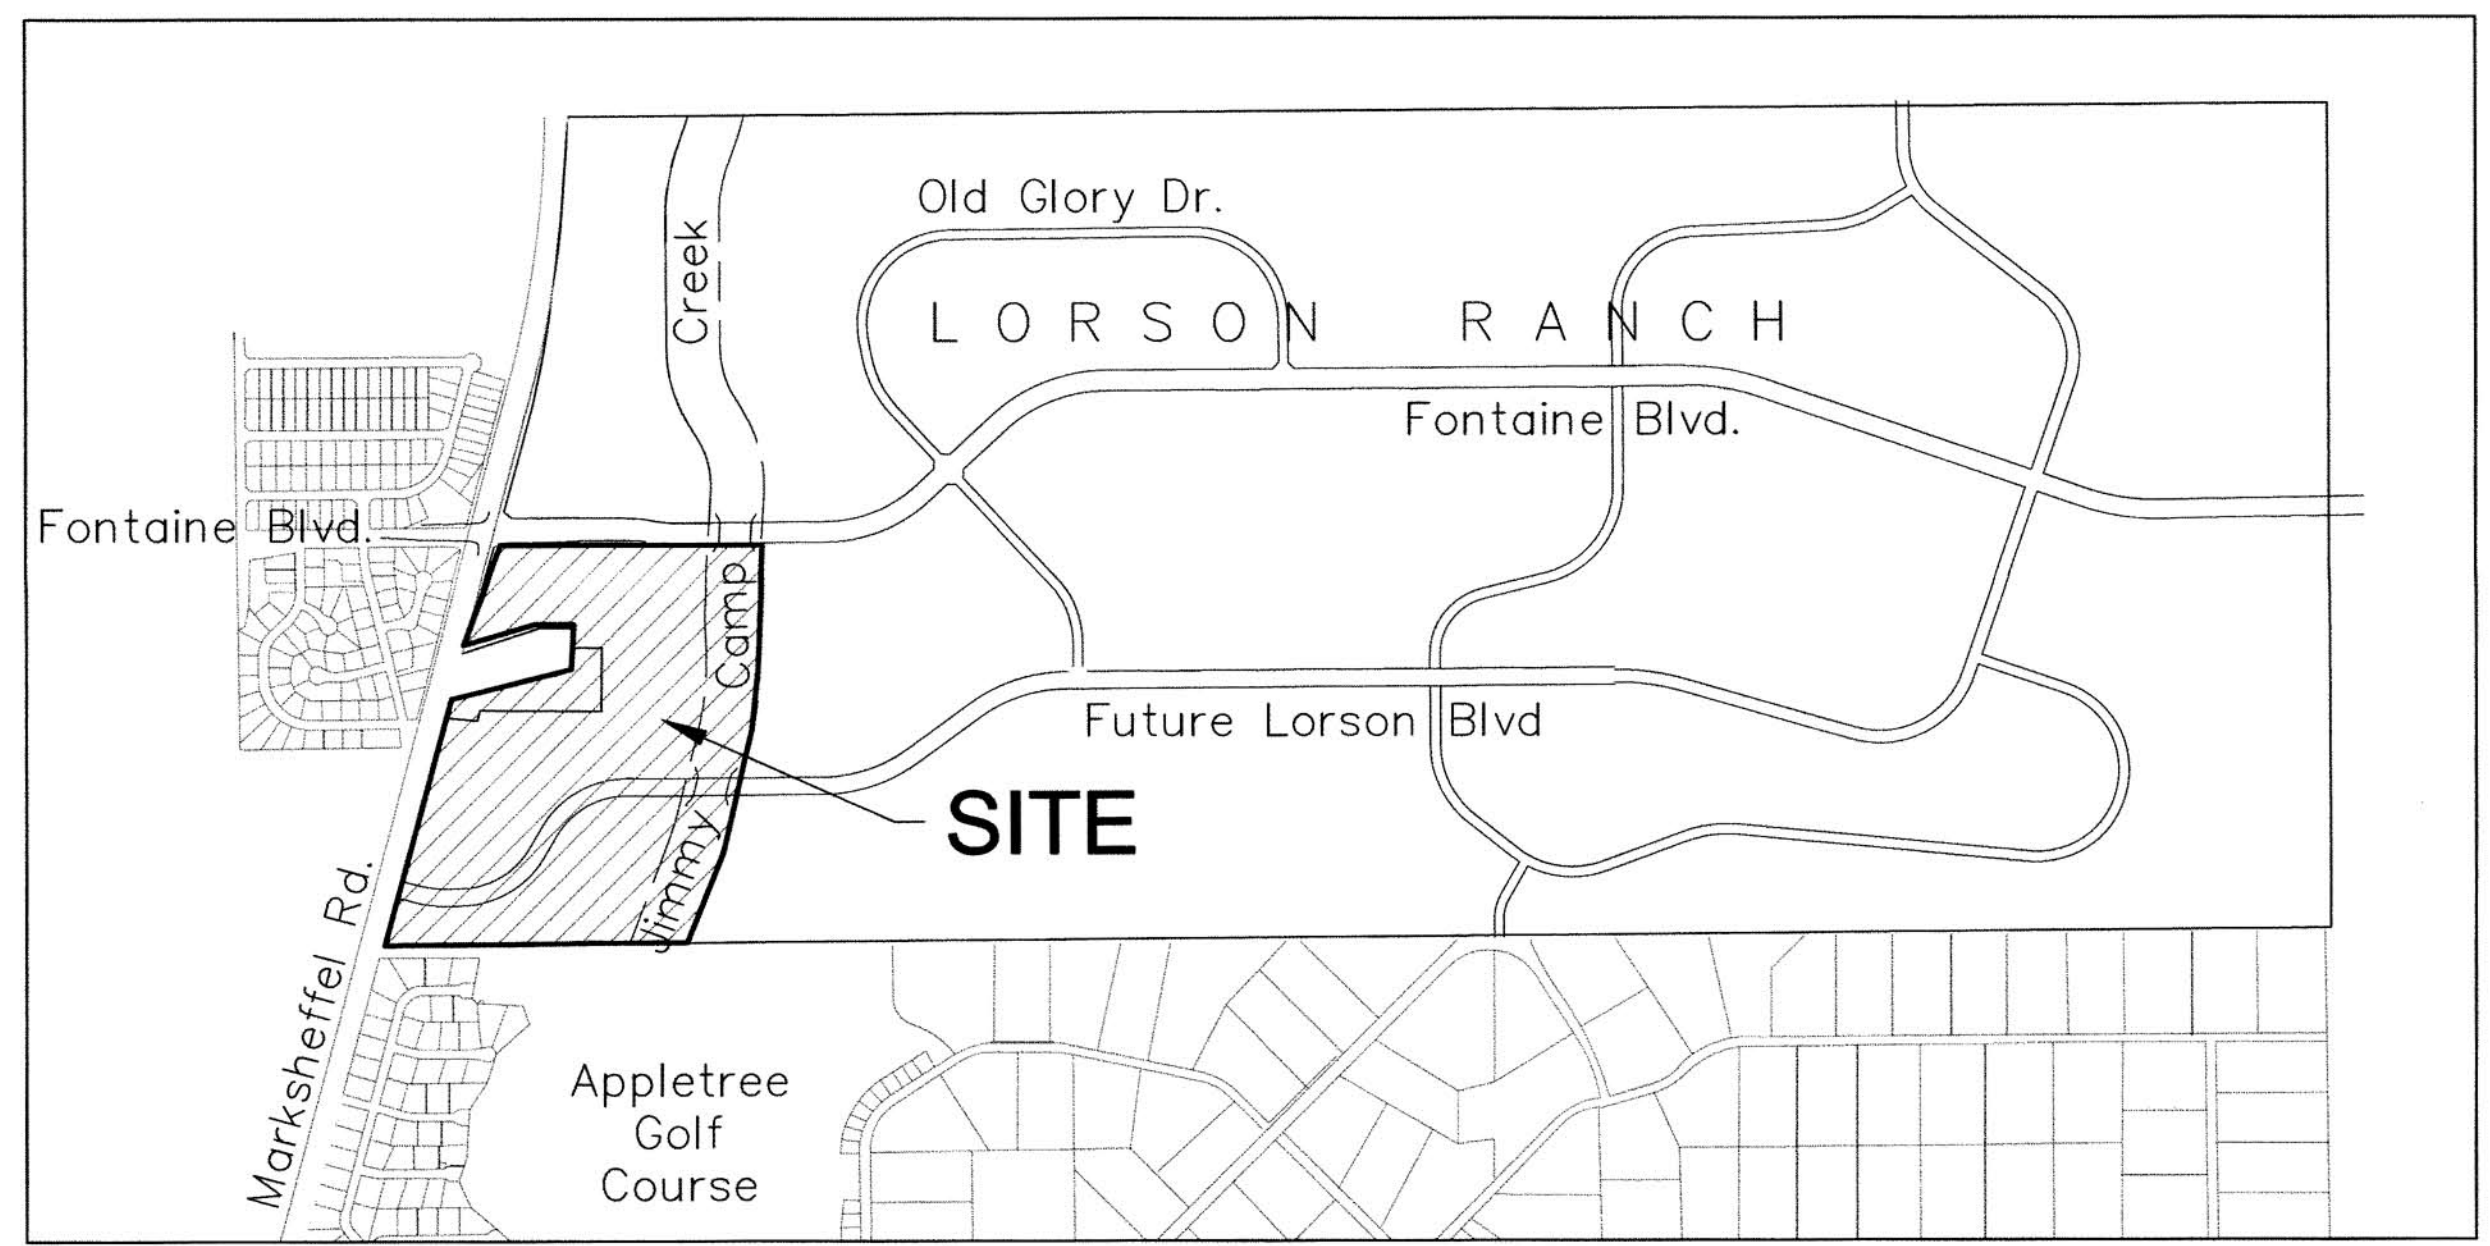 Old Glory Dr.
Creek
LORSON RANCH
Fontaine Blvd.
Fontaine Blvd.
Camp
Future Lorson Blvd
SITE
Jimmy
Marksheffel Rd.
Appletree
Golf
Course